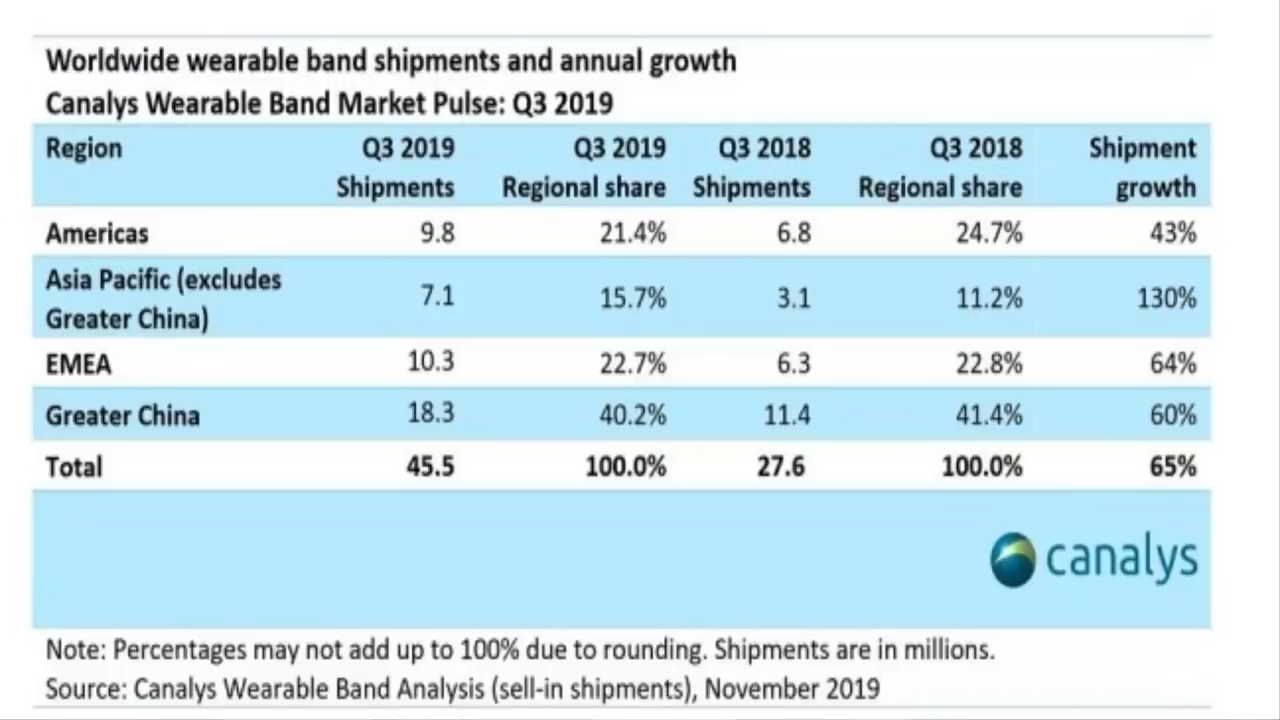 Worldwide wearable band shipments and annual growth
Canalys Wearable Band Market Pulse: Q3 2019
Region Q3 2019 Shipments Q3 2019 Regional share Q3 2018 Shipments Q3 2018 Regional share Shipment growth
Americas 9.8 21.4% 6.8 24.7% 43%
Asia Pacific (excludes Greater China) 7.1 15.7% 3.1 11.2% 130%
EMEA 10.3 22.7% 6.3 22.8% 64%
Greater China 18.3 40.2% 11.4 41.4% 60%
Total 45.5 100.0% 27.6 100.0% 65%
canalys
Note: Percentages may not add up to 100% due to rounding. Shipments are in millions.
Source: Canalys Wearable Band Analysis (sell-in shipments), November 2019